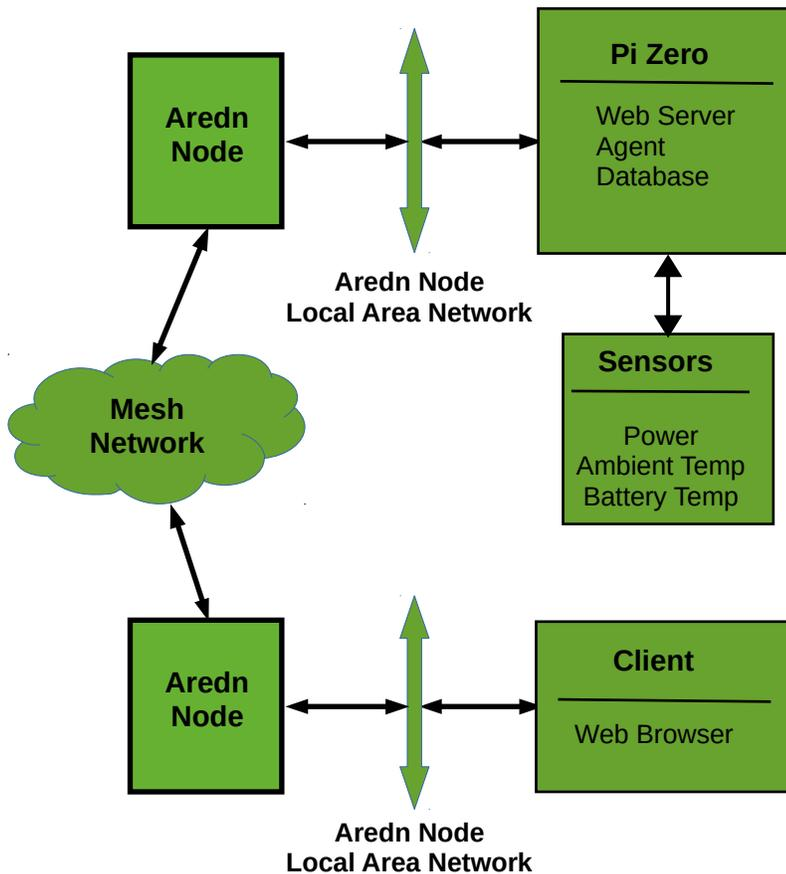 Aredn
Node
Pi Zero
Web Server
Agent
Database
Aredn Node
Local Area Network
Sensors
Power
Ambient Temp
Battery Temp
Mesh
Network
Aredn
Node
Client
Web Browser
Aredn Node
Local Area Network